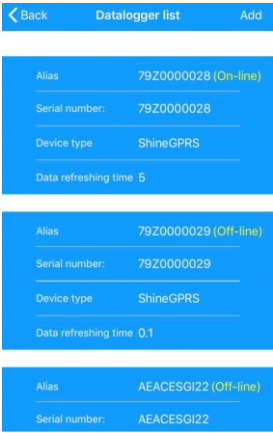 Back Datalogger list Add
Alias 79Z0000028 (On-line)
Serial number: 79Z0000028
Device type ShineGPRS
Data refreshing time 5
Alias 79Z0000029 (Off-line)
Serial number: 79Z0000029
Device type ShineGPRS
Data refreshing time 0.1
Alias AEACESGI22 (Off-line)
Serial number: AEACESGI22